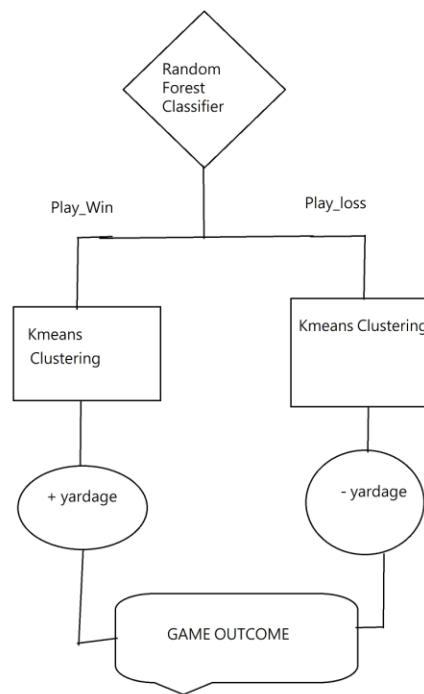 Random
Forest
Classifier
Play_Win
Play_loss
Kmeans
Clustering
Kmeans Clustering
+ yardage
- yardage
GAME OUTCOME